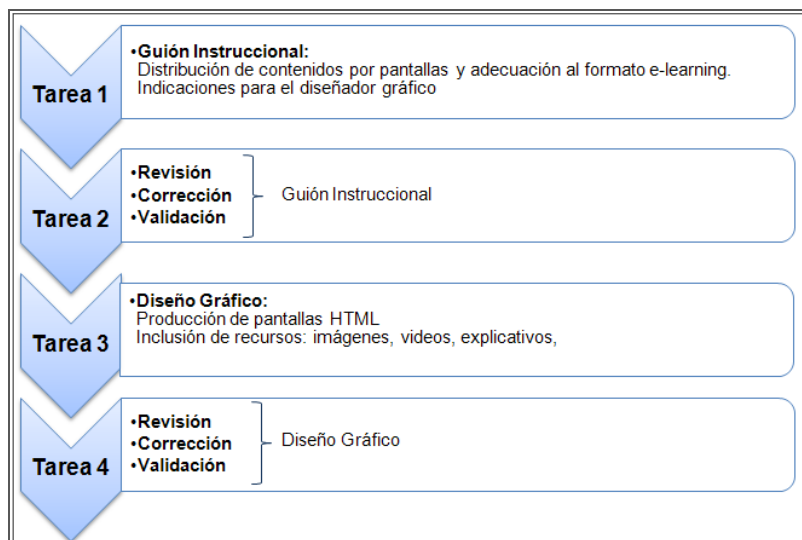 Tarea 1
•Guión Instruccional:
Distribución de contenidos por pantallas y adecuación al formato e-learning.
Indicaciones para el diseñador gráfico
Tarea 2
•Revisión
•Corrección
•Validación
Guión Instruccional
Tarea 3
•Diseño Gráfico:
Producción de pantallas HTML
Inclusión de recursos: imágenes, videos, explicativos,
Tarea 4
•Revisión
•Corrección
•Validación
Diseño Gráfico